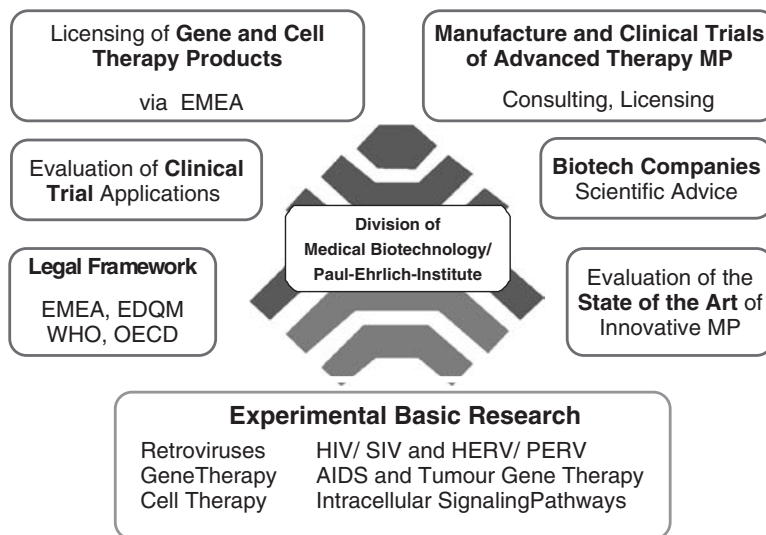 Licensing of Gene and Cell
Therapy Products
via EMEA
Manufacture and Clinical Trials
of Advanced Therapy MP
Consulting, Licensing
Evaluation of Clinical
Trial Applications
Biotech Companies
Scientific Advice
Division of
Medical Biotechnology/
Paul-Ehrlich-Institute
Legal Framework
EMEA, EDQM
WHO, OECD
Evaluation of the
State of the Art of
Innovative MP
Experimental Basic Research
Retroviruses HIV/ SIV and HERV/ PERV
GeneTherapy AIDS and Tumour Gene Therapy
Cell Therapy Intracellular SignalingPathways